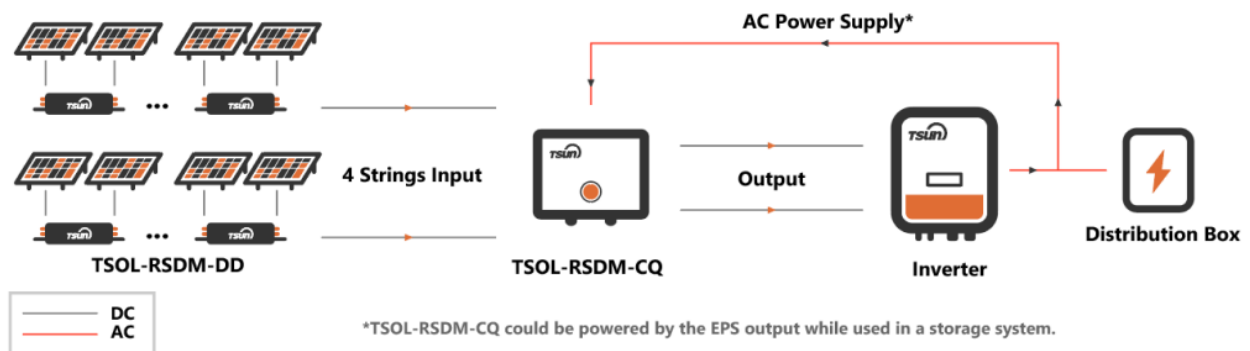 AC Power Supply*
TSUN
TSUN
TSUN
TSUN
4 Strings Input
Output
TSUN
TSUN
Distribution Box
TSOL-RSDM-DD
TSOL-RSDM-CQ
Inverter
DC
AC
*TSOL-RSDM-CQ could be powered by the EPS output while used in a storage system.